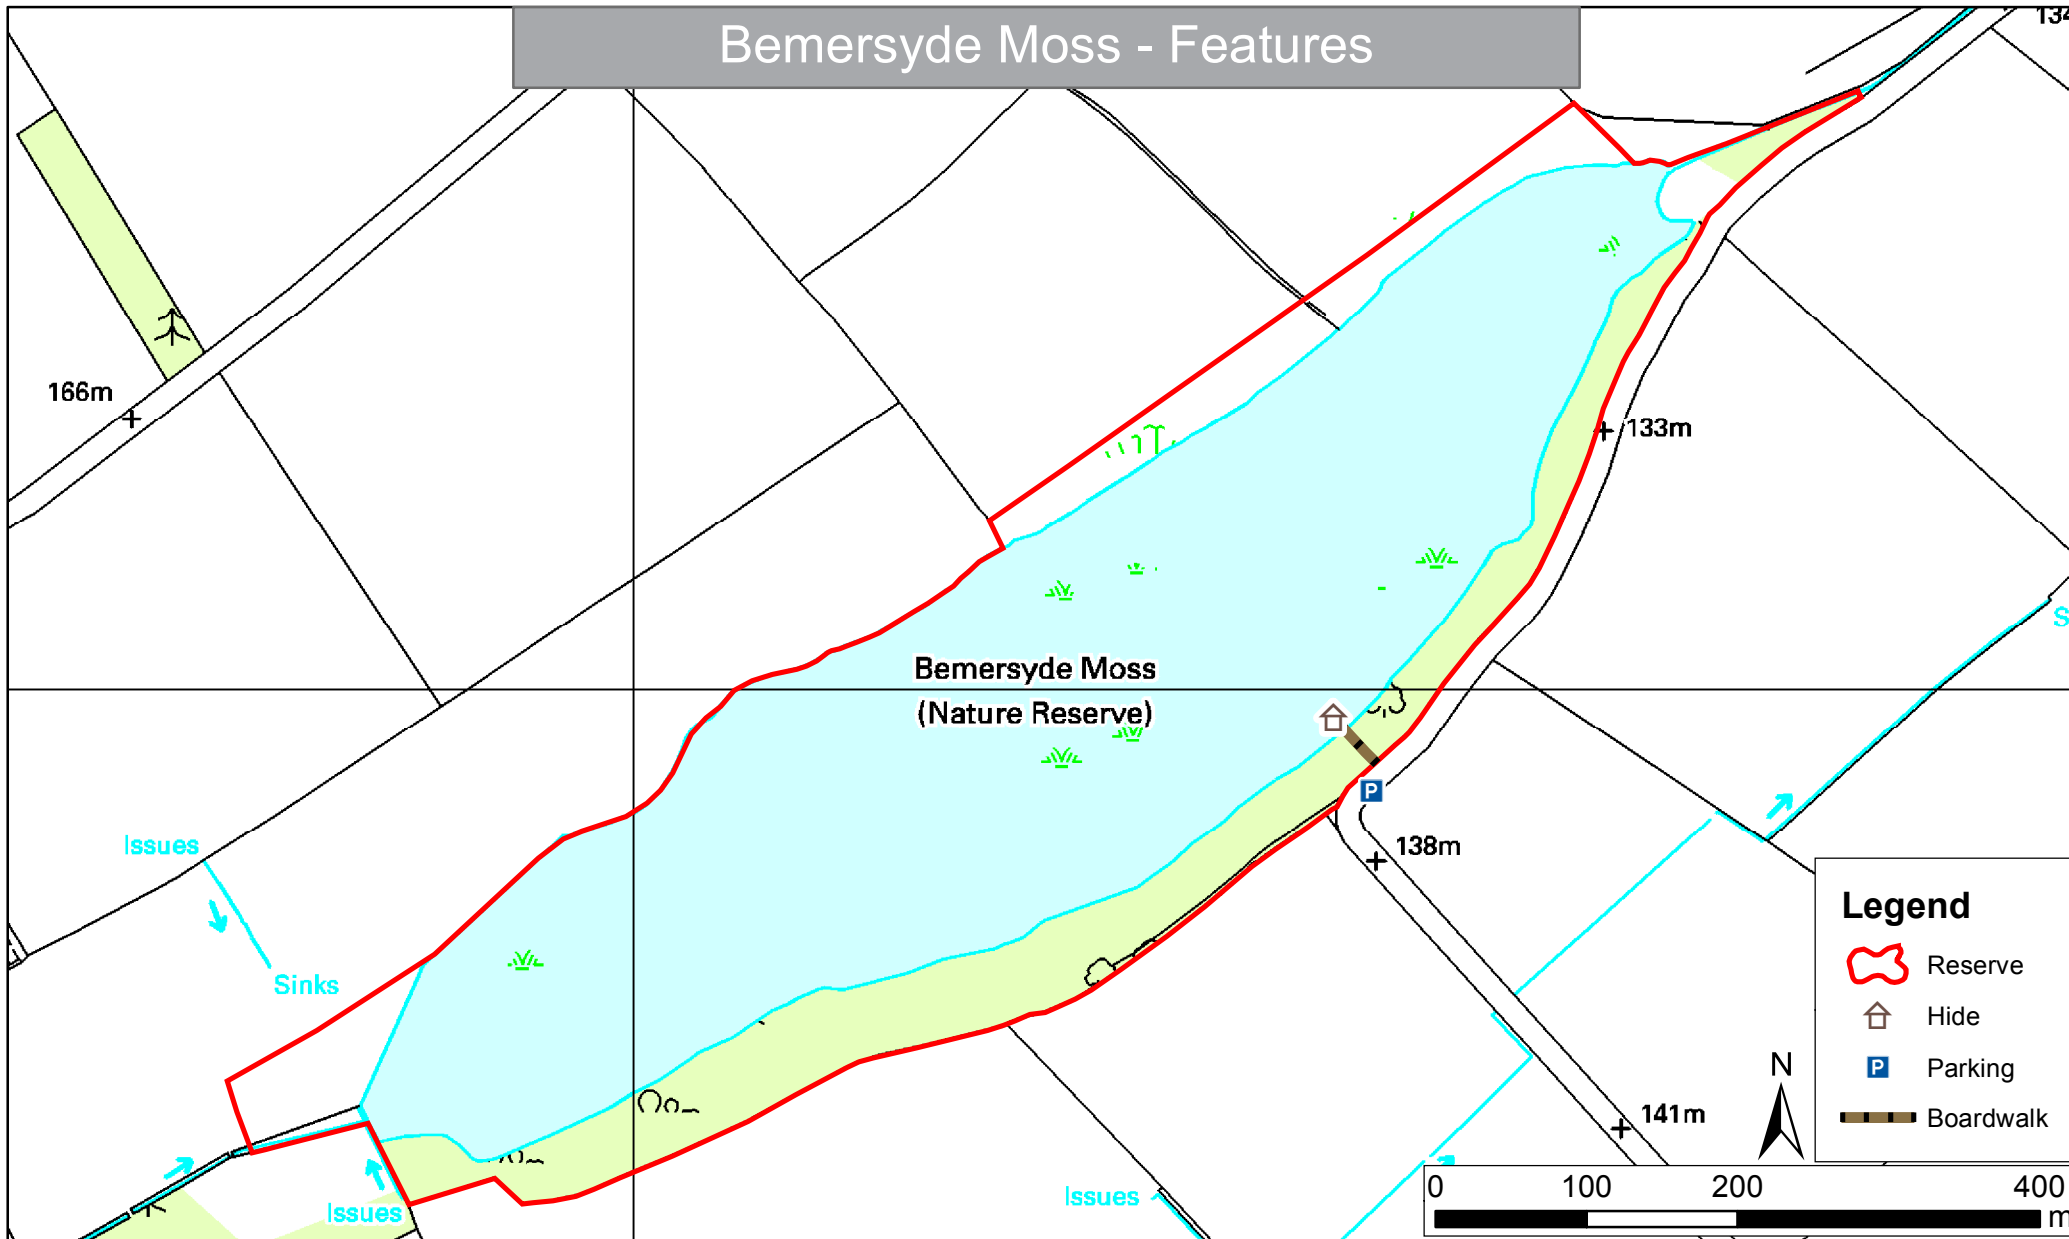 Bemersyde Moss - Features
134
166m
133m
Bemersyde Moss
(Nature Reserve)
P
138m
Issues
Sinks
S
Legend
Reserve
Hide
P Parking
Boardwalk
N
141m
Issues
Issues
0 100 200 400
m